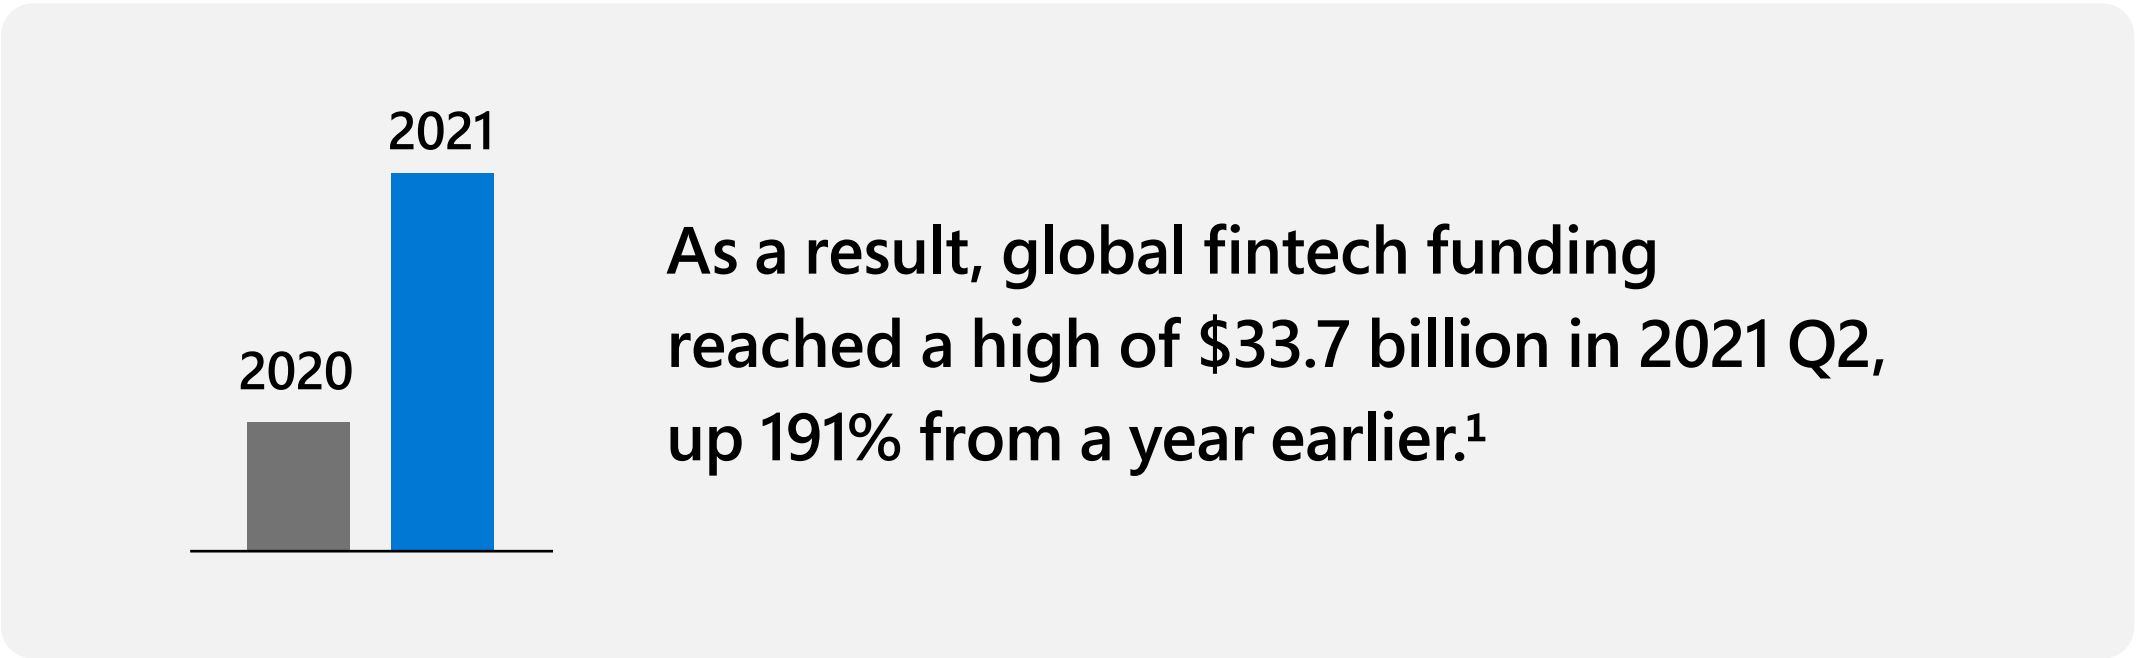 2021
2020
As a result, global fintech funding
reached a high of $33.7 billion in 2021 Q2,
up 191% from a year earlier.¹